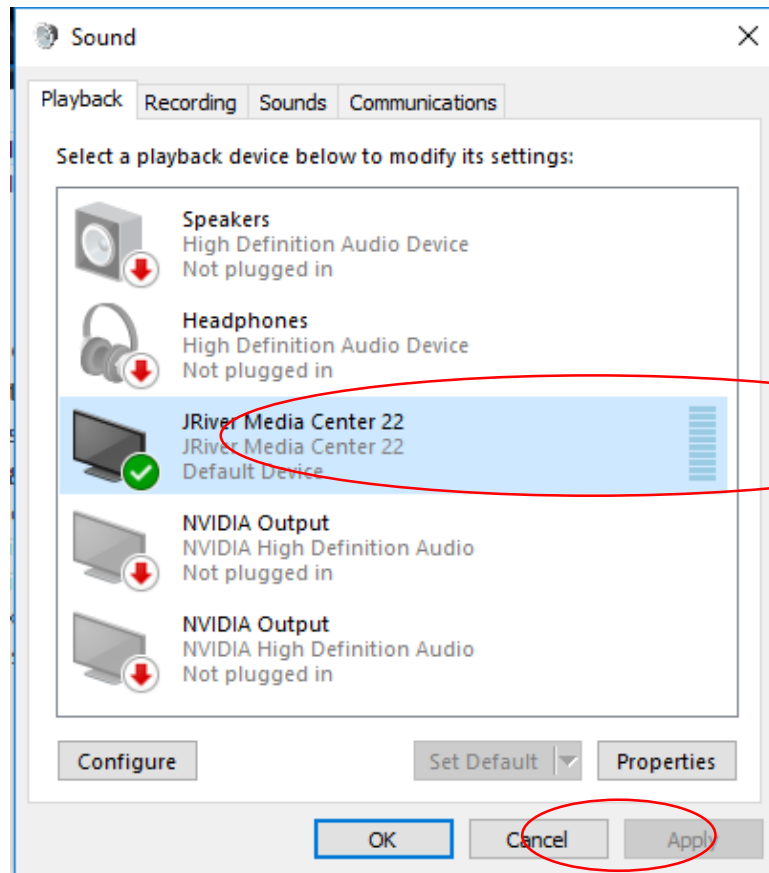 Sound
Playback Recording Sounds Communications
Select a playback device below to modify its settings:
Speakers
High Definition Audio Device
Not plugged in
Headphones
High Definition Audio Device
Not plugged in
JRiver Media Center 22
JRiver Media Center 22
Default Device
NVIDIA Output
NVIDIA High Definition Audio
Not plugged in
NVIDIA Output
NVIDIA High Definition Audio
Not plugged in
Configure Set Default Properties
OK Cancel Apply